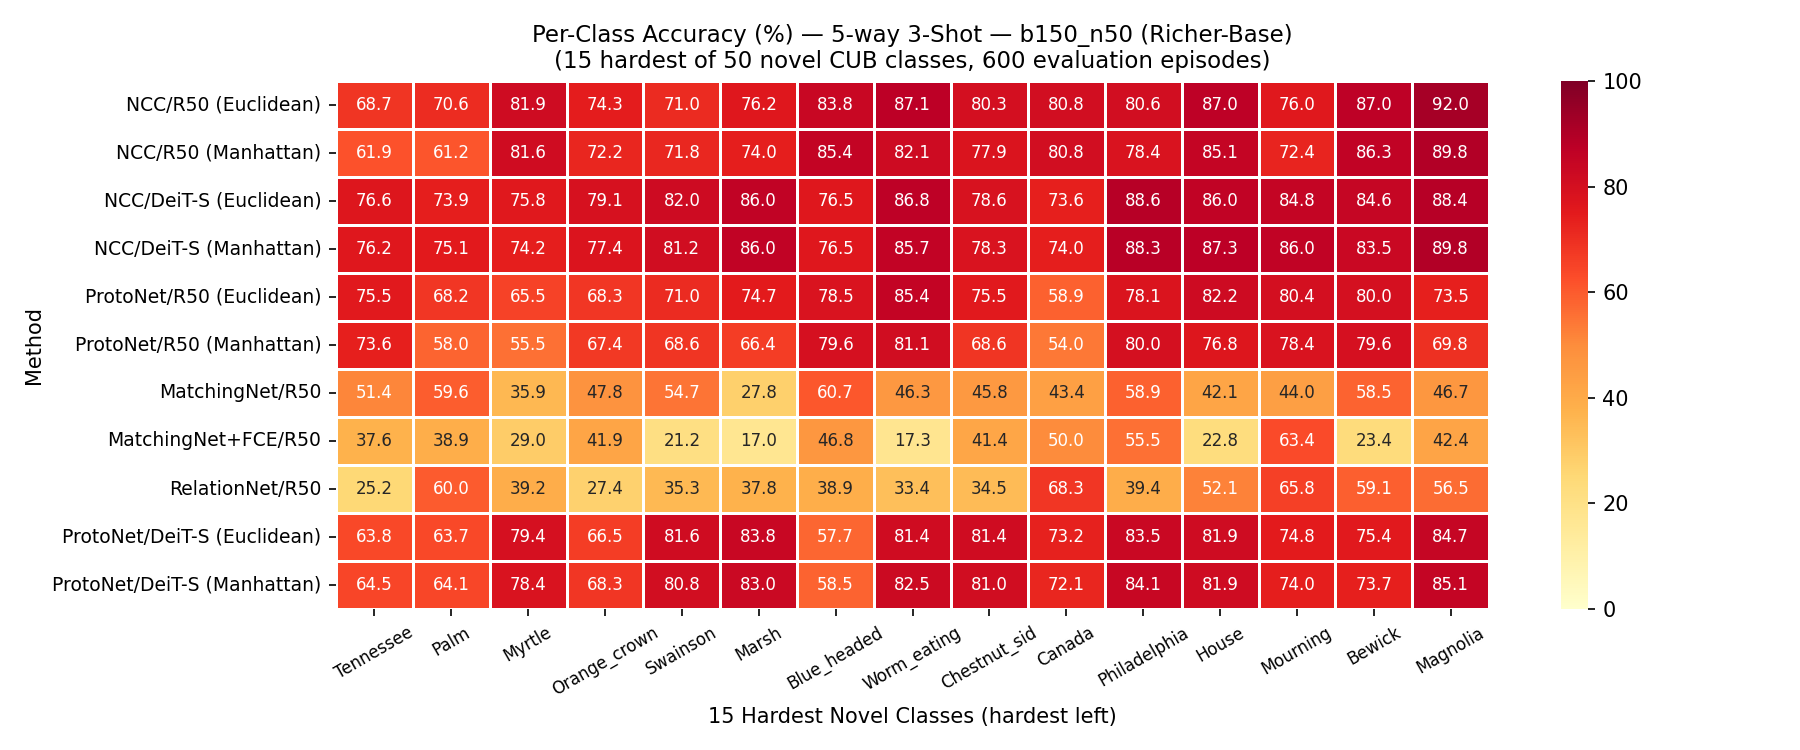 Per-Class Accuracy (%) — 5-way 3-Shot — b150_n50 (Richer-Base)
(15 hardest of 50 novel CUB classes, 600 evaluation episodes)
Method
NCC/R50 (Euclidean) 68.7 70.6 81.9 74.3 71.0 76.2 83.8 87.1 80.3 80.8 80.6 87.0 76.0 87.0 92.0
NCC/R50 (Manhattan) 61.9 61.2 81.6 72.2 71.8 74.0 85.4 82.1 77.9 80.8 78.4 85.1 72.4 86.3 89.8
NCC/DeiT-S (Euclidean) 76.6 73.9 75.8 79.1 82.0 86.0 76.5 86.8 78.6 73.6 88.6 86.0 84.8 84.6 88.4
NCC/DeiT-S (Manhattan) 76.2 75.1 74.2 77.4 81.2 86.0 76.5 85.7 78.3 74.0 88.3 87.3 86.0 83.5 89.8
ProtoNet/R50 (Euclidean) 75.5 68.2 65.5 68.3 71.0 74.7 78.5 85.4 75.5 58.9 78.1 82.2 80.4 80.0 73.5
ProtoNet/R50 (Manhattan) 73.6 58.0 55.5 67.4 68.6 66.4 79.6 81.1 68.6 54.0 80.0 76.8 78.4 79.6 69.8
MatchingNet/R50 51.4 59.6 35.9 47.8 54.7 27.8 60.7 46.3 45.8 43.4 58.9 42.1 44.0 58.5 46.7
MatchingNet+FCE/R50 37.6 38.9 29.0 41.9 21.2 17.0 46.8 17.3 41.4 50.0 55.5 22.8 63.4 23.4 42.4
RelationNet/R50 25.2 60.0 39.2 27.4 35.3 37.8 38.9 33.4 34.5 68.3 39.4 52.1 65.8 59.1 56.5
ProtoNet/DeiT-S (Euclidean) 63.8 63.7 79.4 66.5 81.6 83.8 57.7 81.4 81.4 73.2 83.5 81.9 74.8 75.4 84.7
ProtoNet/DeiT-S (Manhattan) 64.5 64.1 78.4 68.3 80.8 83.0 58.5 82.5 81.0 72.1 84.1 81.9 74.0 73.7 85.1
Tennessee Palm Myrtle Orange_crown Swainson Marsh Blue_headed Worm_eating Chestnut_sid Canada Philadelphia House Mourning Bewick Magnolia
15 Hardest Novel Classes (hardest left)
100
80
60
40
20
0